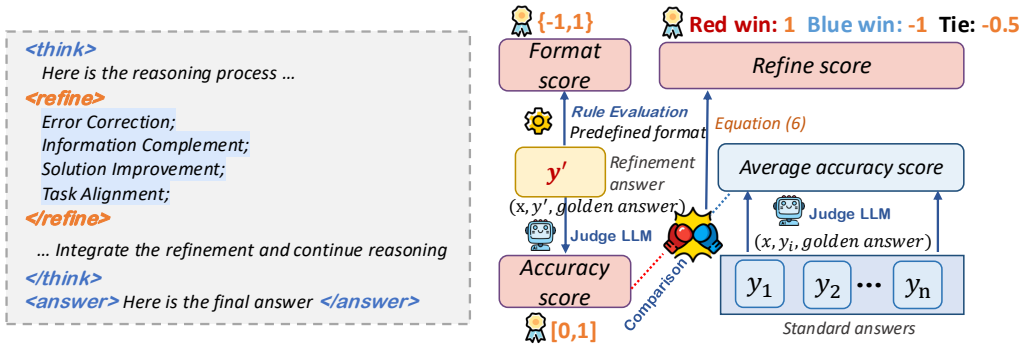 <think>
Here is the reasoning process ...
<refine>
Error Correction;
Information Complement;
Solution Improvement;
Task Alignment;
</refine>
... Integrate the refinement and continue reasoning
</think>
<answer> Here is the final answer </answer>
{-1,1}
Format
score
Rule Evaluation
Predefined format
y'
Refinement
answer
(x, y', golden answer)
Judge LLM
Accuracy
score
[0,1]
Red win: 1 Blue win: -1 Tie: -0.5
Refine score
Equation (6)
Average accuracy score
Judge LLM
(x, y_i, golden answer)
Comparison
y_1 y_2 ... y_n
Standard answers